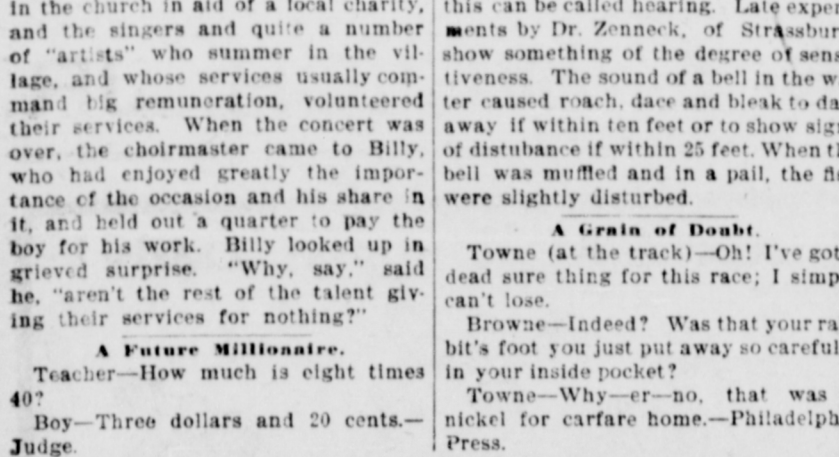 in the church in aid of a local charity,
and the singers and quite a number
of "artists" who summer in the vil-
lage, and whose services usually com-
mand big remuneration, volunteered
their services. When the concert was
over, the choirmaster came to Billy,
who had enjoyed greatly the impor-
tance of the occasion and his share in
it, and held out a quarter to pay the
boy for his work. Billy looked up in
grieved surprise. "Why, say," said
he, "aren't the rest of the talent giv-
ing their services for nothing?"
A Future Millionaire.
Teacher—How much is eight times
40?
Boy—Three dollars and 20 cents.—
Judge.
this can be called hearing. Late exper
ments by Dr. Zenneck, of Strassbur
show something of the degree of sens
tiveness. The sound of a bell in the w
ter caused roach, dace and bleak to da
away if within ten feet or to show sig
of distubance if within 25 feet. When t
bell was muffled and in a pail, the fi
were slightly disturbed.
A Grain of Doubt.
Towne (at the track)—Oh! I've got
dead sure thing for this race; I simp
can't lose.
Browne—Indeed? Was that your ra
bit's foot you just put away so careful
in your inside pocket?
Towne—Why—er—no, that was
nickel for carfare home.—Philadelph
Press.